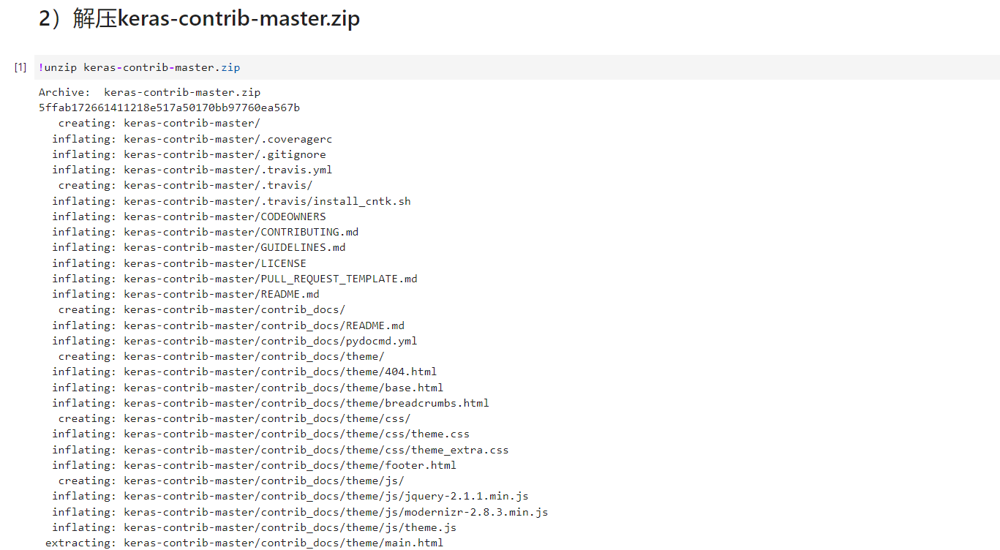 2）解压keras-contrib-master.zip
[1] !unzip keras-contrib-master.zip
Archive:  keras-contrib-master.zip
5ffab172661411218e517a50170bb97760ea567b
   creating: keras-contrib-master/
  inflating: keras-contrib-master/.coveragerc
  inflating: keras-contrib-master/.gitignore
  inflating: keras-contrib-master/.travis.yml
   creating: keras-contrib-master/.travis/
  inflating: keras-contrib-master/.travis/install_cntk.sh
  inflating: keras-contrib-master/CODEOWNERS
  inflating: keras-contrib-master/CONTRIBUTING.md
  inflating: keras-contrib-master/GUIDELINES.md
  inflating: keras-contrib-master/LICENSE
  inflating: keras-contrib-master/PULL_REQUEST_TEMPLATE.md
  inflating: keras-contrib-master/README.md
   creating: keras-contrib-master/contrib_docs/
  inflating: keras-contrib-master/contrib_docs/README.md
  inflating: keras-contrib-master/contrib_docs/pydocmd.yml
   creating: keras-contrib-master/contrib_docs/theme/
  inflating: keras-contrib-master/contrib_docs/theme/404.html
  inflating: keras-contrib-master/contrib_docs/theme/base.html
  inflating: keras-contrib-master/contrib_docs/theme/breadcrumbs.html
   creating: keras-contrib-master/contrib_docs/theme/css/
  inflating: keras-contrib-master/contrib_docs/theme/css/theme.css
  inflating: keras-contrib-master/contrib_docs/theme/css/theme_extra.css
  inflating: keras-contrib-master/contrib_docs/theme/footer.html
   creating: keras-contrib-master/contrib_docs/theme/js/
  inflating: keras-contrib-master/contrib_docs/theme/js/jquery-2.1.1.min.js
  inflating: keras-contrib-master/contrib_docs/theme/js/modernizr-2.8.3.min.js
  inflating: keras-contrib-master/contrib_docs/theme/js/theme.js
 extracting: keras-contrib-master/contrib_docs/theme/main.html